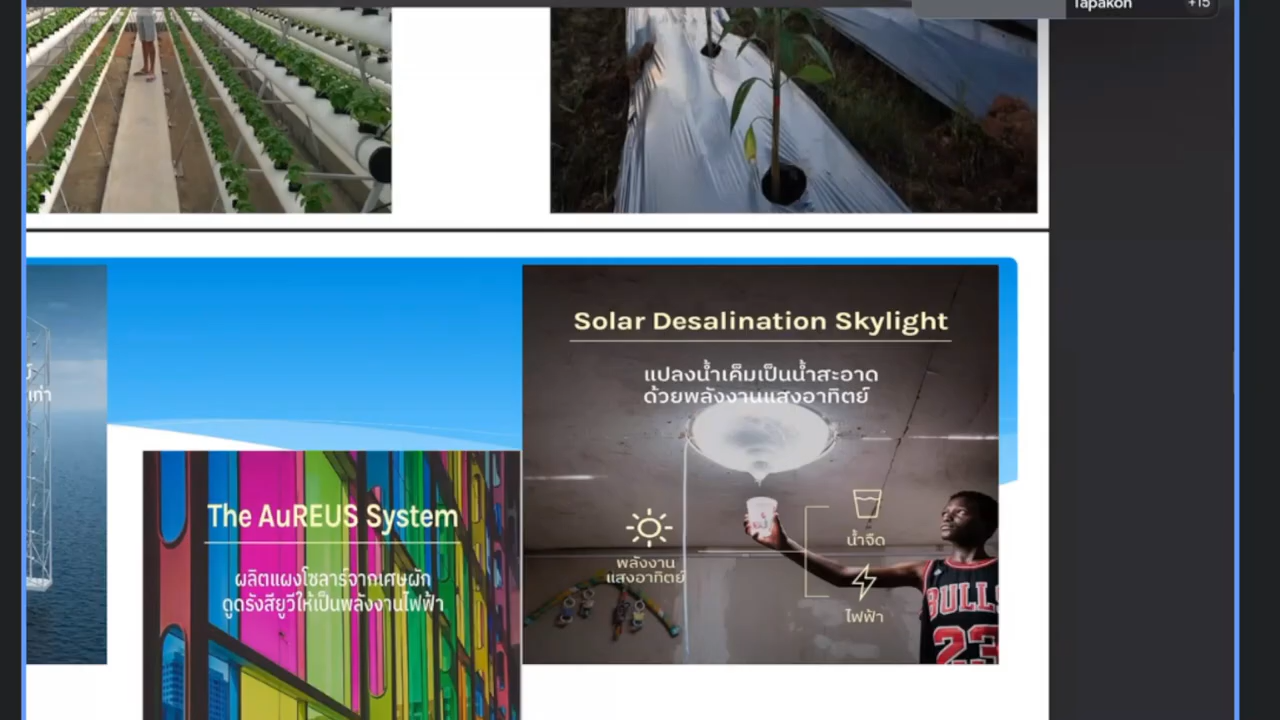 Tapakon
+15
เก่า
Solar Desalination Skylight
แปลงน้ำเค็มเป็นน้ำสะอาด
ด้วยพลังงานแสงอาทิตย์
น้ำจืด
พลังงาน
แสงอาทิตย์
ไฟฟ้า
BULL
23
The AuREUS System
ผลิตแผงโซลาร์จากเศษผัก
ดูดรังสียูวีให้เป็นพลังงานไฟฟ้า